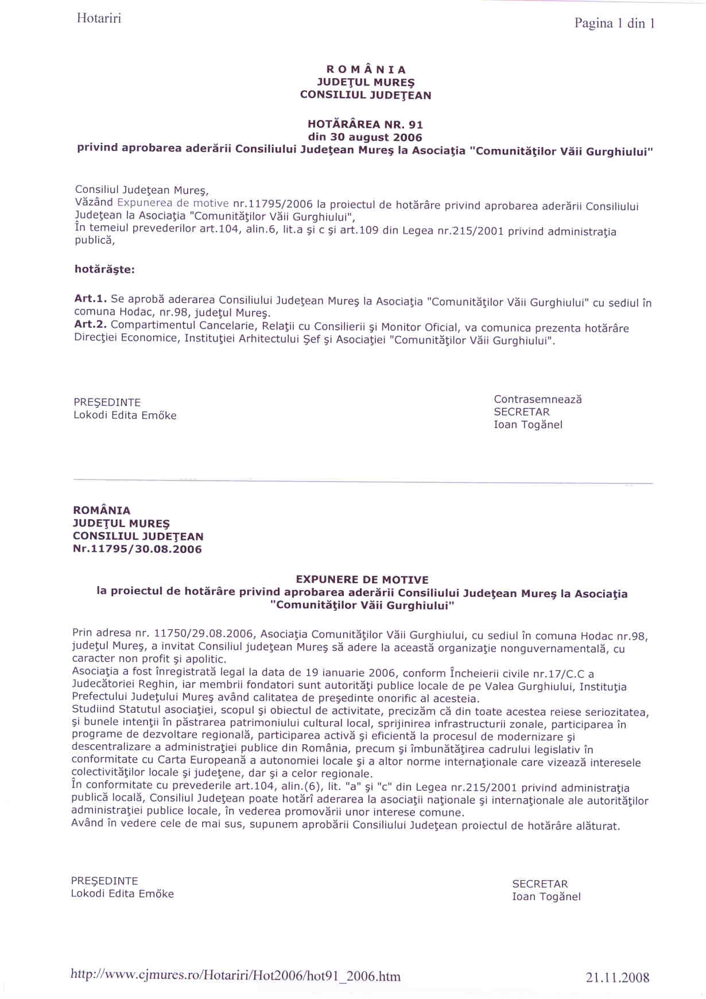 Hotariri
Pagina 1 din 1
ROMÂNIA
JUDEŢUL MUREŞ
CONSILIUL JUDEŢEAN
HOTĂRÂREA NR. 91
din 30 august 2006
privind aprobarea aderării Consiliului Judeţean Mureş la Asociaţia "Comunităţilor Văii Gurghiului"
Consiliul Judeţean Mureş,
Văzând Expunerea de motive nr.11795/2006 la proiectul de hotărâre privind aprobarea aderării Consiliului
Judeţean la Asociaţia "Comunităţilor Văii Gurghiului",
În temeiul prevederilor art.104, alin.6, lit.a şi c şi art.109 din Legea nr.215/2001 privind administraţia
publică,
hotărăşte:
Art.1. Se aprobă aderarea Consiliului Judeţean Mureş la Asociaţia "Comunităţilor Văii Gurghiului" cu sediul în
comuna Hodac, nr.98, judeţul Mureş.
Art.2. Compartimentul Cancelarie, Relaţii cu Consilierii şi Monitor Oficial, va comunica prezenta hotărâre
Direcţiei Economice, Instituţiei Arhitectului Şef şi Asociaţiei "Comunităţilor Văii Gurghiului".
PREŞEDINTE
Lokodi Edita Emőke
Contrasemnează
SECRETAR
Ioan Togănel
ROMÂNIA
JUDEŢUL MUREŞ
CONSILIUL JUDEŢEAN
Nr.11795/30.08.2006
EXPUNERE DE MOTIVE
la proiectul de hotărâre privind aprobarea aderării Consiliului Judeţean Mureş la Asociaţia
"Comunităţilor Văii Gurghiului"
Prin adresa nr. 11750/29.08.2006, Asociaţia Comunităţilor Văii Gurghiului, cu sediul în comuna Hodac nr.98,
judeţul Mureş, a invitat Consiliul judeţean Mureş să adere la această organizaţie nonguvernamentală, cu
caracter non profit şi apolitic.
Asociaţia a fost înregistrată legal la data de 19 ianuarie 2006, conform Încheierii civile nr.17/C.C a
Judecătoriei Reghin, iar membrii fondatori sunt autorităţi publice locale de pe Valea Gurghiului, Instituţia
Prefectului Judeţului Mureş având calitatea de preşedinte onorific al acesteia.
Studiind Statutul asociaţiei, scopul şi obiectul de activitate, precizăm că din toate acestea reiese seriozitatea,
şi bunele intenţii în păstrarea patrimoniului cultural local, sprijinirea infrastructurii zonale, participarea în
programe de dezvoltare regională, participarea activă şi eficientă la procesul de modernizare şi
descentralizare a administraţiei publice din România, precum şi îmbunătăţirea cadrului legislativ în
conformitate cu Carta Europeană a autonomiei locale şi a altor norme internaţionale care vizează interesele
colectivităţilor locale şi judeţene, dar şi a celor regionale.
În conformitate cu prevederile art.104, alin.(6), lit. "a" şi "c" din Legea nr.215/2001 privind administraţia
publică locală, Consiliul Judeţean poate hotărî aderarea la asociaţii naţionale şi internaţionale ale autorităţilor
administraţiei publice locale, în vederea promovării unor interese comune.
Având în vedere cele de mai sus, supunem aprobării Consiliului Judeţean proiectul de hotărâre alăturat.
PREŞEDINTE
Lokodi Edita Emőke
SECRETAR
Ioan Togănel
http://www.cjmures.ro/Hotariri/Hot2006/hot91_2006.htm
21.11.2008